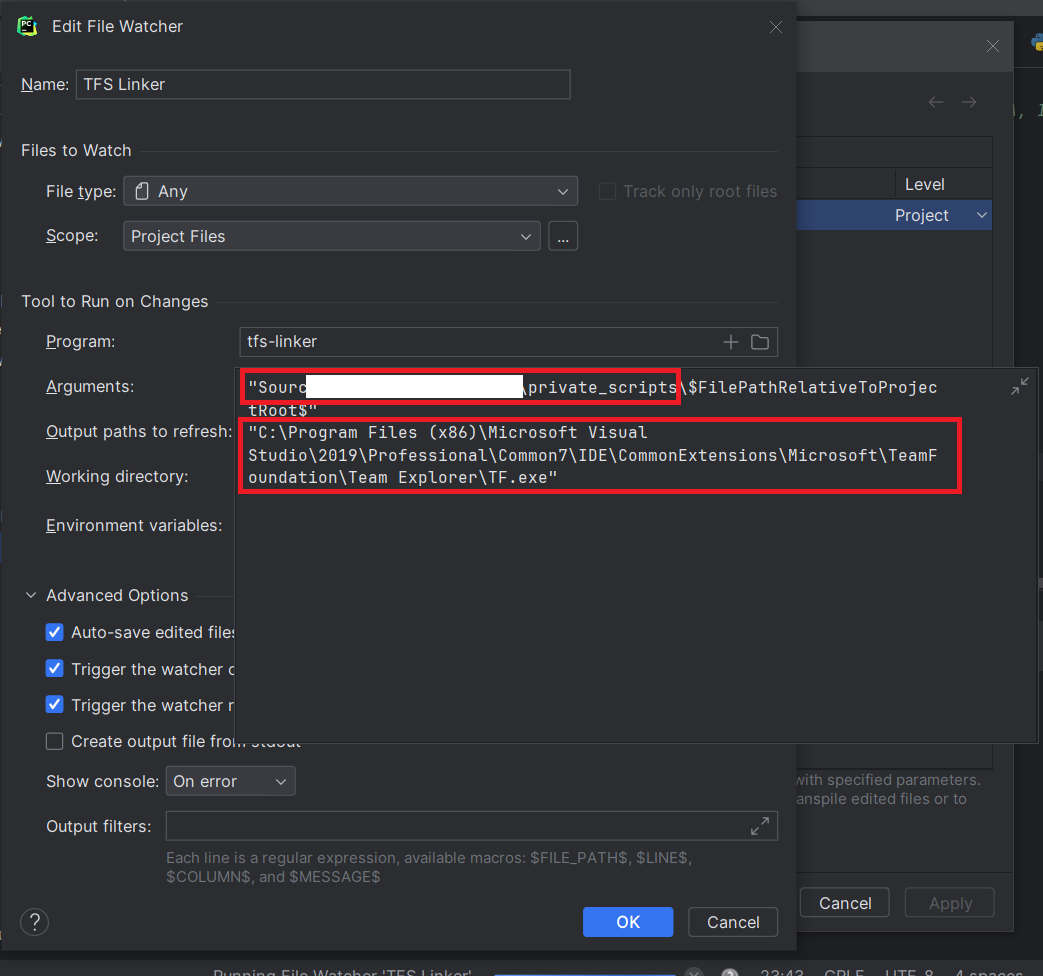 PC
Edit File Watcher
Name: TFS Linker
Files to Watch
File type: Any
Track only root files
Scope: Project Files
...
Level
Project
Tool to Run on Changes
Program: tfs-linker
Arguments:
"Sourc \private_scripts\$FilePathRelativeToProjec
tRoot$"
Output paths to refresh:
"C:\Program Files (x86)\Microsoft Visual
Studio\2019\Professional\Common7\IDE\CommonExtensions\Microsoft\TeamF
Working directory:
oundation\Team Explorer\TF.exe"
Environment variables:
Advanced Options
Auto-save edited files
Trigger the watcher
Trigger the watcher
Create output file from stdout
Show console: On error
with specified parameters.
anspile edited files or to
Output filters:
Each line is a regular expression, available macros: $FILE_PATH$, $LINE$,
$COLUMN$, and $MESSAGE$
?
OK
Cancel
Cancel
Apply
Running File Watcher 'TFS Linker'
23:43
CRLF
UTF-8
4 spaces